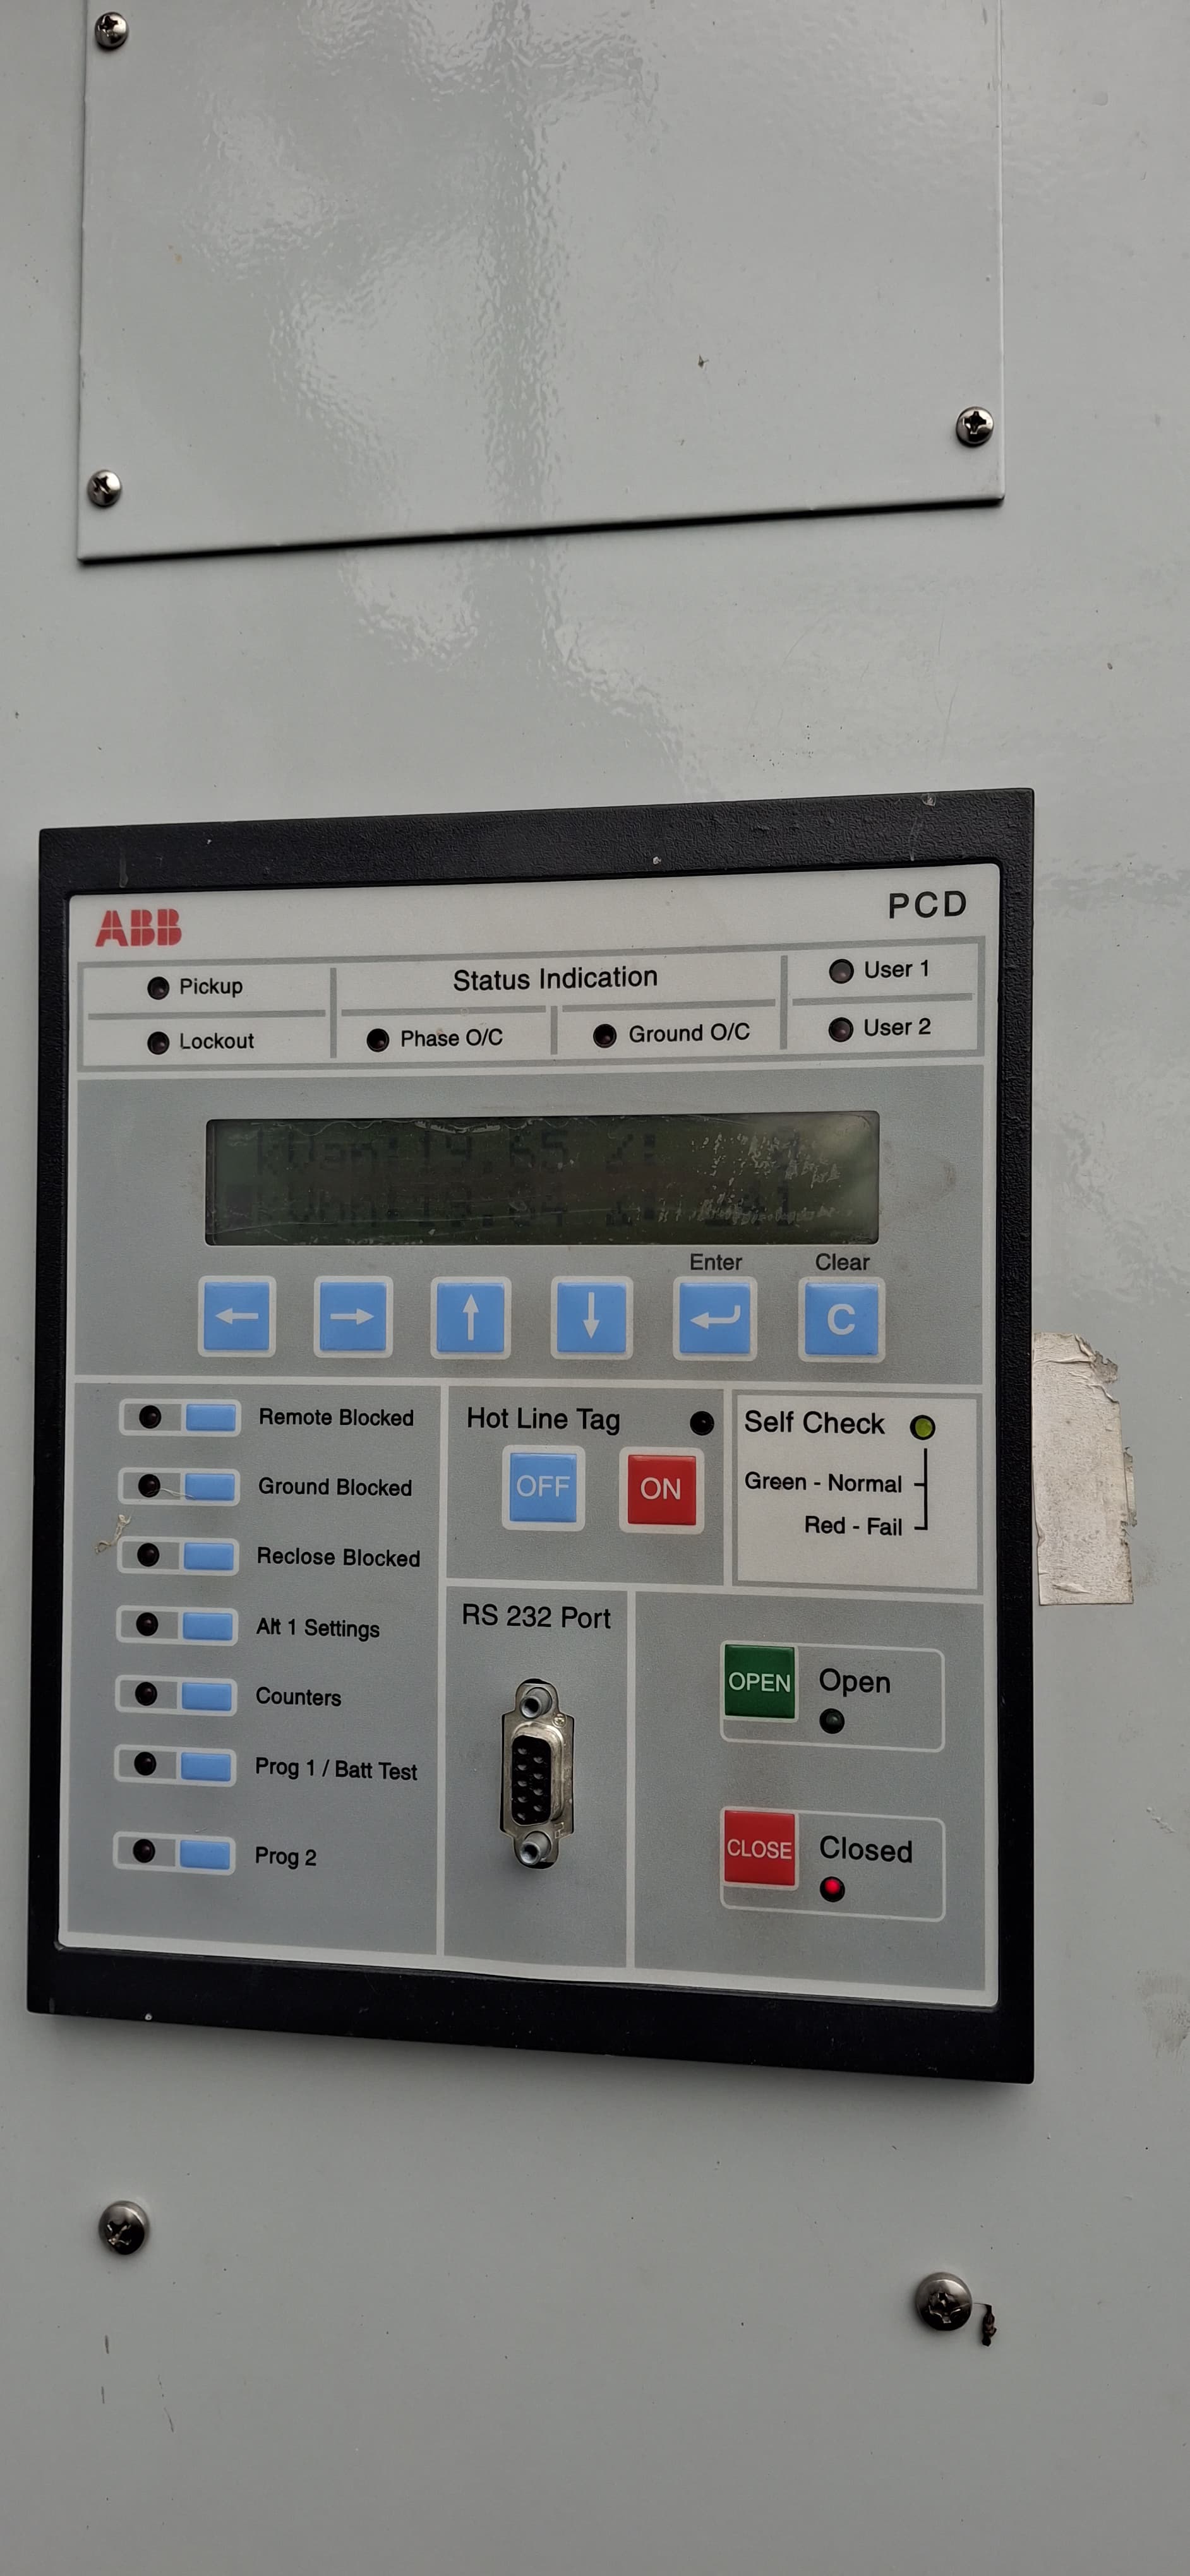 ABB
PCD
Pickup
Status Indication
User 1
Lockout
Phase O/C
Ground O/C
User 2
Enter
Clear
C
Remote Blocked
Ground Blocked
Reclose Blocked
Alt 1 Settings
Counters
Prog 1 / Batt Test
Prog 2
Hot Line Tag
OFF
ON
Self Check
Green - Normal
Red - Fail
RS 232 Port
OPEN
Open
CLOSE
Closed